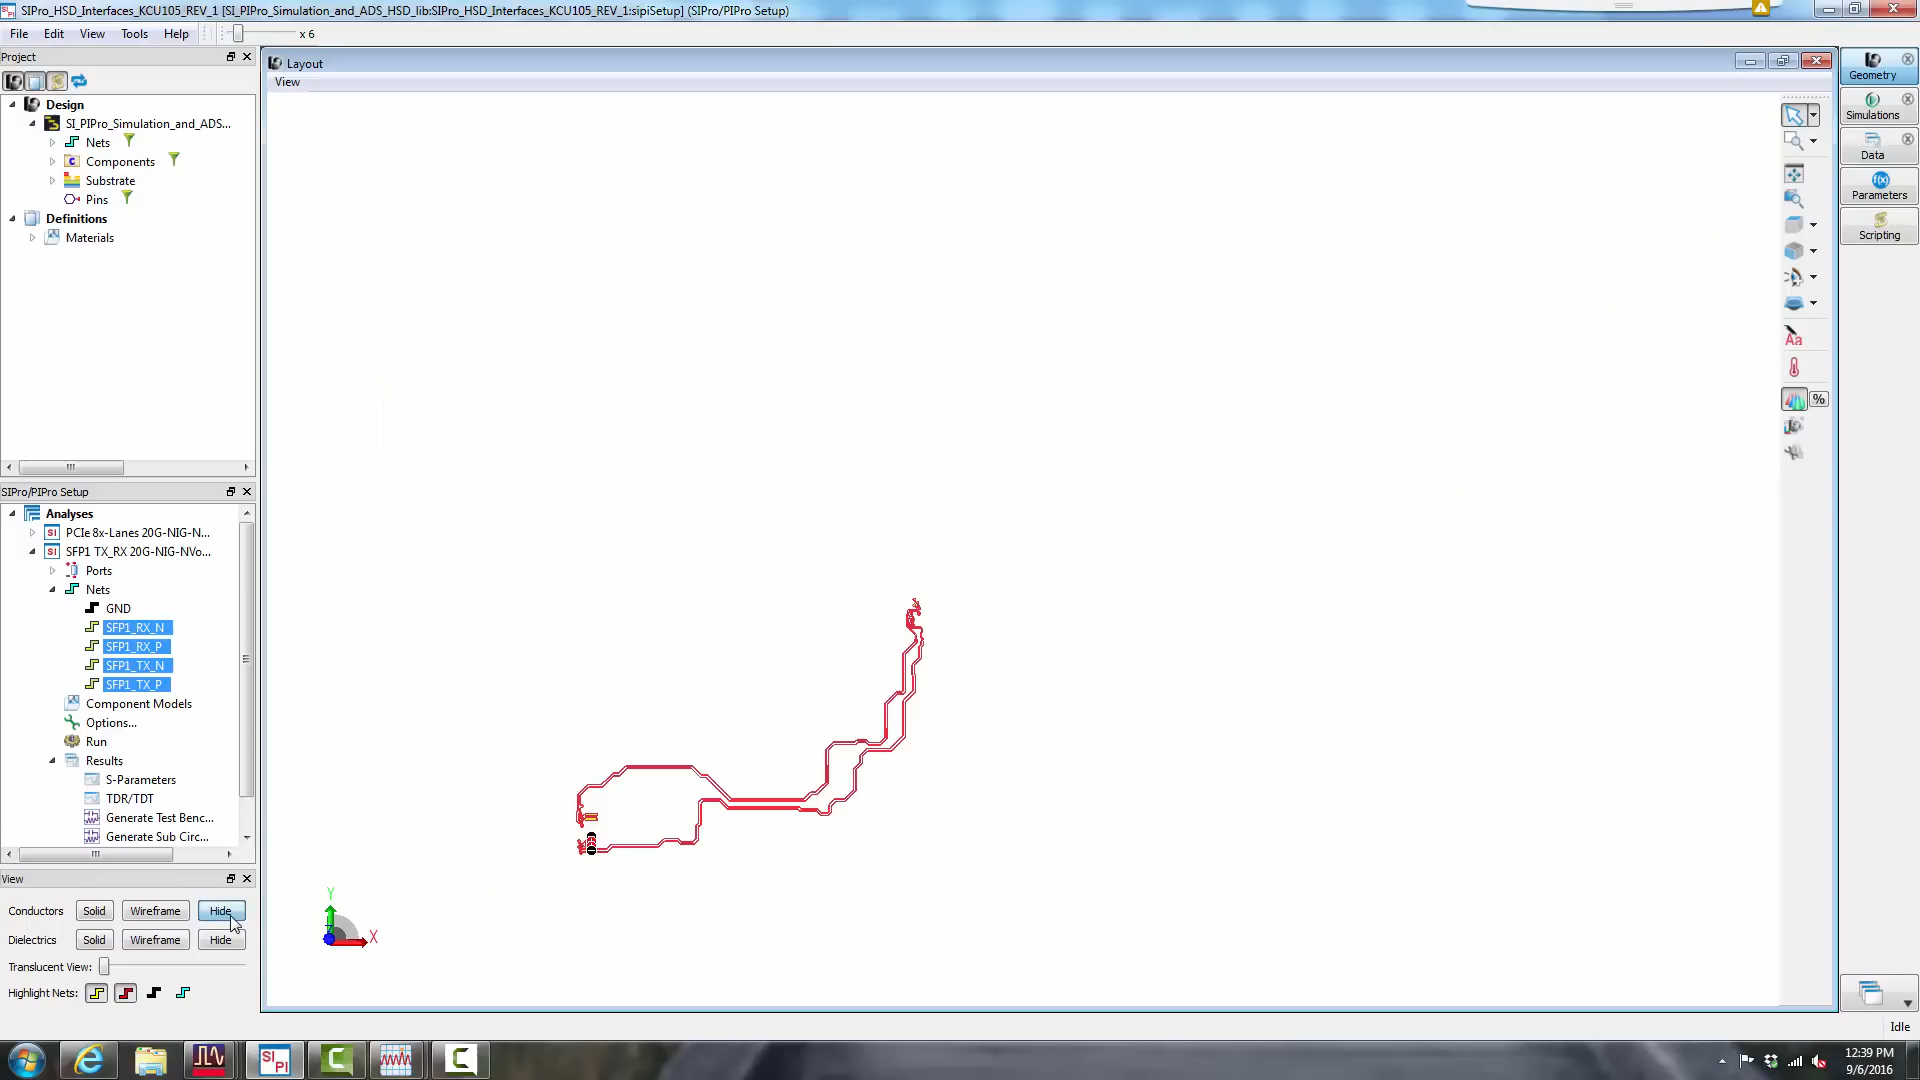 SIPro_HSD_Interfaces_KCU105_REV_1 [SI_PIPro_Simulation_and_ADS_HSD_lib:SIPro_HSD_Interfaces_KCU105_REV_1:sipiSetup] (SIPro/PIPro Setup)
File Edit View Tools Help x 6
Project
Layout
View
Design
SI_PIPro_Simulation_and_ADS...
Nets
Components
Substrate
Pins
Definitions
Materials
SIPro/PIPro Setup
Analyses
PCIe 8x-Lanes 20G-NIG-N...
SFP1 TX_RX 20G-NIG-NVo...
Ports
Nets
GND
SFP1_RX_N
SFP1_RX_P
SFP1_TX_N
SFP1_TX_P
Component Models
Options...
Run
Results
S-Parameters
TDR/TDT
Generate Test Benc...
Generate Sub Circ...
View
Conductors Solid Wireframe Hide
Dielectrics Solid Wireframe Hide
Translucent View:
Highlight Nets:
Y
X
Z
Aa
%
Geometry
Simulations
Data
f(x)
Parameters
Scripting
Idle
SI
PI
12:39 PM
9/6/2016